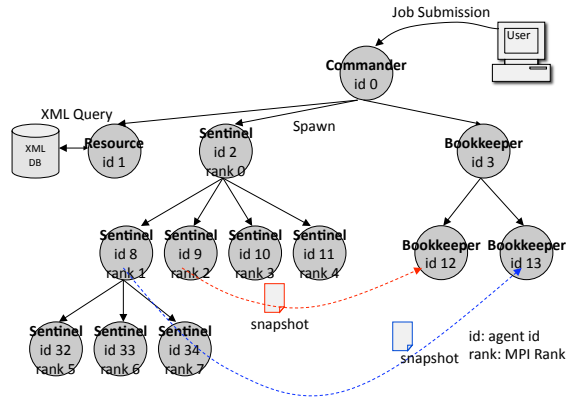 Job Submission
User
Commander
id 0
XML Query
XML
DB
Resource
id 1
Sentinel
id 2
rank 0
Spawn
Bookkeeper
id 3
Sentinel
id 8
rank 1
Sentinel
id 9
rank 2
Sentinel
id 10
rank 3
Sentinel
id 11
rank 4
Bookkeeper
id 12
Bookkeeper
id 13
snapshot
snapshot
id: agent id
rank: MPI Rank
Sentinel
id 32
rank 5
Sentinel
id 33
rank 6
Sentinel
id 34
rank 7